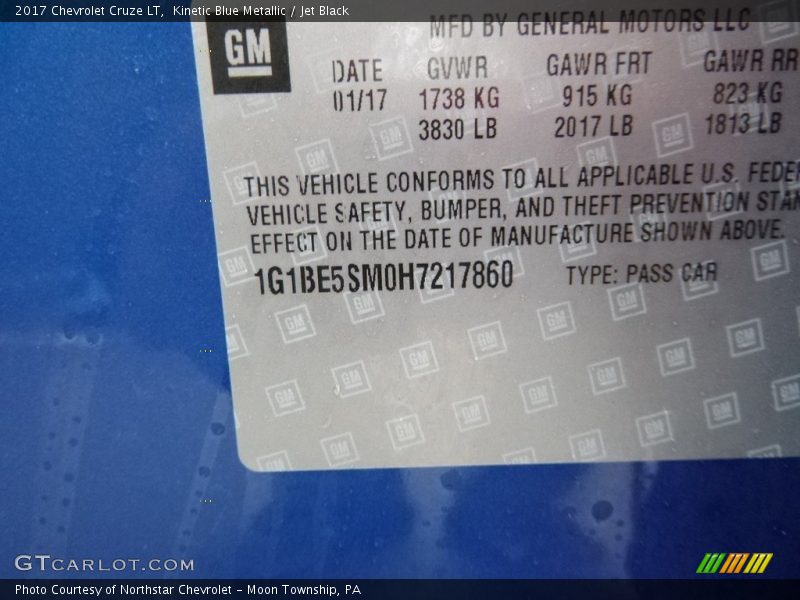 2017 Chevrolet Cruze LT, Kinetic Blue Metallic / Jet Black
GM
MFD BY GENERAL MOTORS LLC
DATE GVWR GAWR FRT GAWR RR
01/17 1738 KG 915 KG 823 KG
3830 LB 2017 LB 1813 LB
THIS VEHICLE CONFORMS TO ALL APPLICABLE U.S. FEDER
VEHICLE SAFETY, BUMPER, AND THEFT PREVENTION STAN
EFFECT ON THE DATE OF MANUFACTURE SHOWN ABOVE.
1G1BE5SM0H7217860 TYPE: PASS CAR
GTCARLOT.COM
Photo Courtesy of Northstar Chevrolet - Moon Township, PA